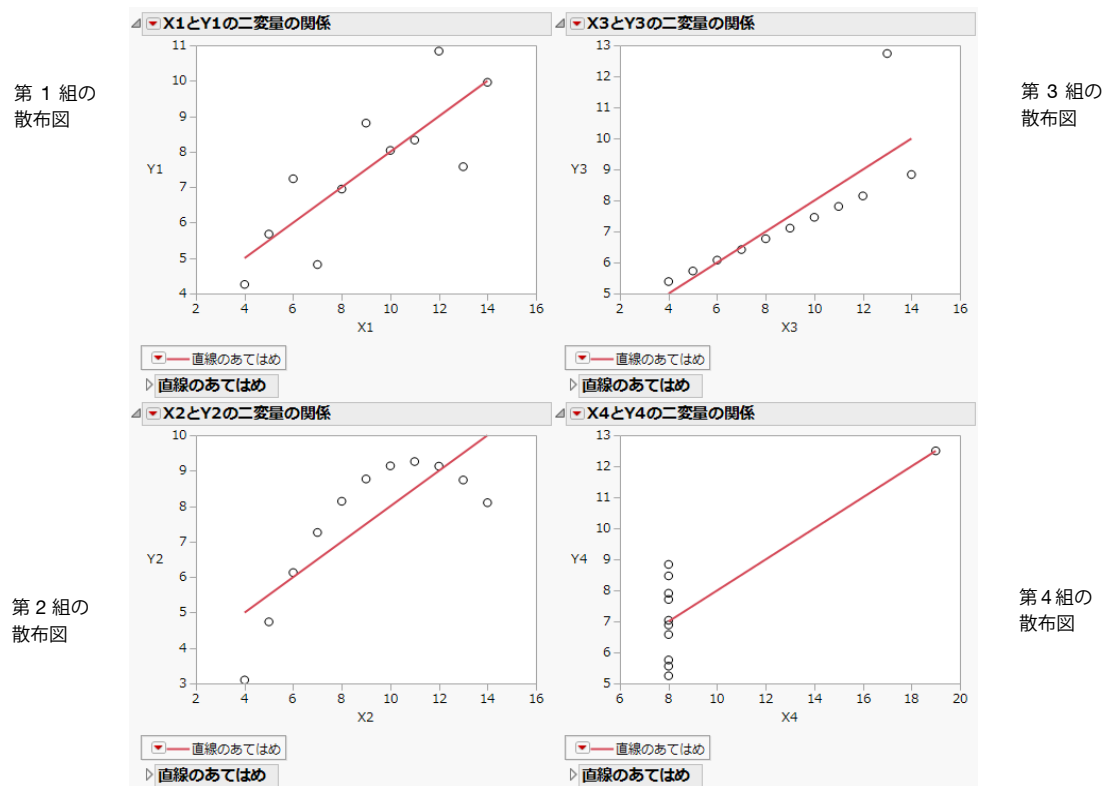 第 1 組の
散布図
X1とY1の二変量の関係
11
10
9
8
7
6
5
4
Y1
2 4 6 8 10 12 14 16
X1
直線のあてはめ
直線のあてはめ
X3とY3の二変量の関係
13
12
11
10
9
8
7
6
5
Y3
2 4 6 8 10 12 14 16
X3
直線のあてはめ
直線のあてはめ
第 3 組の
散布図
第 2 組の
散布図
X2とY2の二変量の関係
10
9
8
7
6
5
4
3
Y2
2 4 6 8 10 12 14 16
X2
直線のあてはめ
直線のあてはめ
X4とY4の二変量の関係
13
12
11
10
9
8
7
6
5
Y4
6 8 10 12 14 16 18 20
X4
直線のあてはめ
直線のあてはめ
第 4 組の
散布図